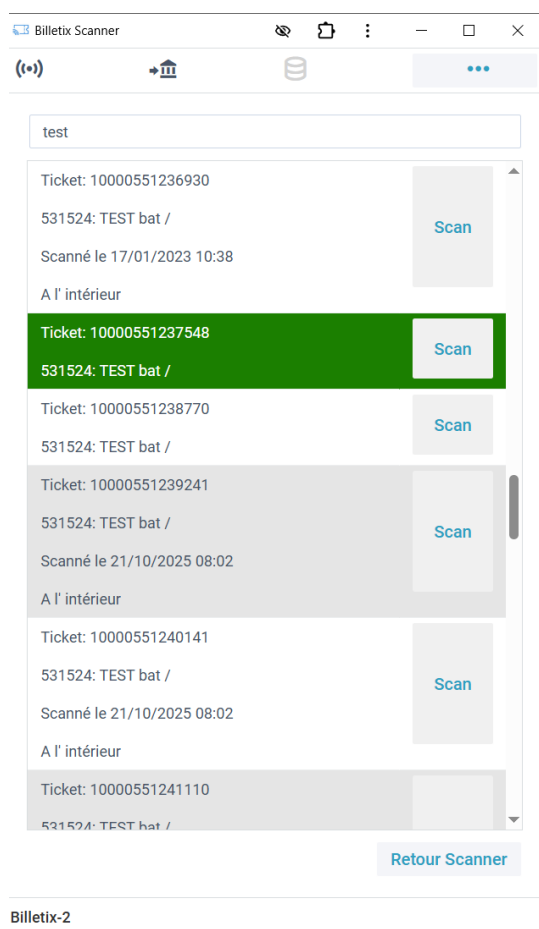 Billetix Scanner
test
Ticket: 10000551236930
531524: TEST bat /
Scanné le 17/01/2023 10:38
A l' intérieur
Scan
Ticket: 10000551237548
531524: TEST bat /
Scan
Ticket: 10000551238770
531524: TEST bat /
Scan
Ticket: 10000551239241
531524: TEST bat /
Scanné le 21/10/2025 08:02
A l' intérieur
Scan
Ticket: 10000551240141
531524: TEST bat /
Scanné le 21/10/2025 08:02
A l' intérieur
Scan
Ticket: 10000551241110
531524: TEST bat /
Retour Scanner
Billetix-2